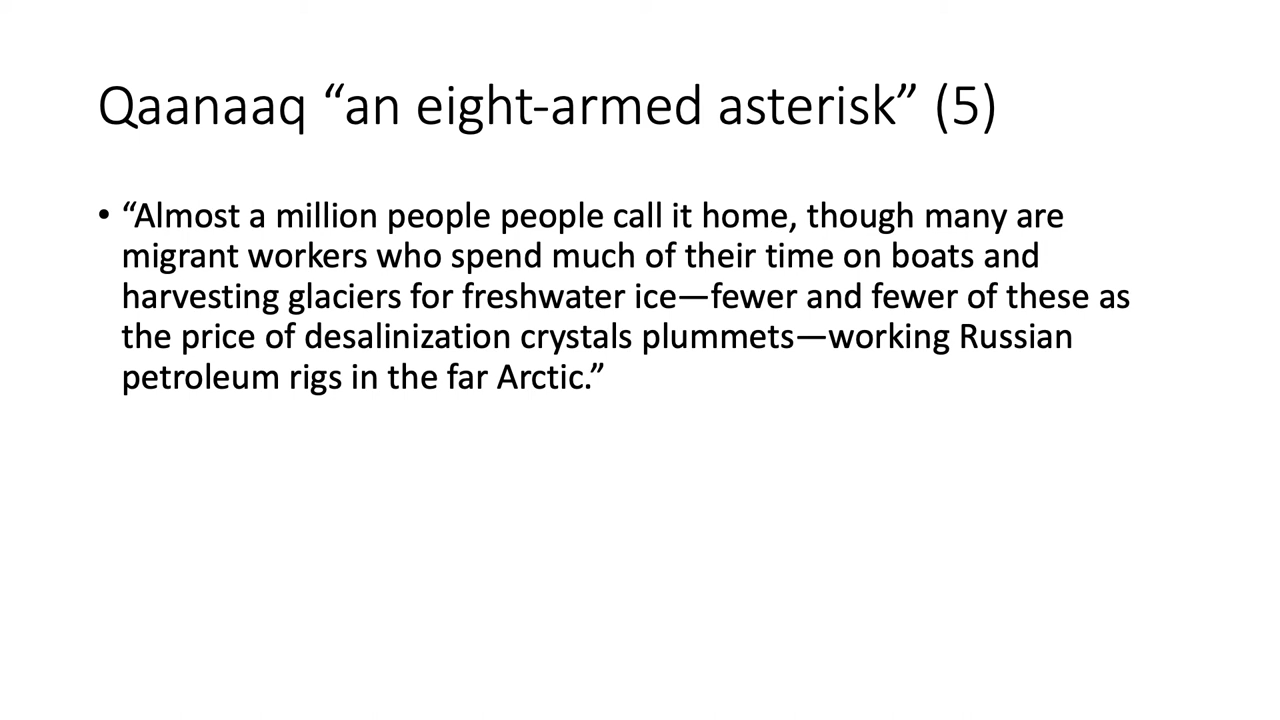 Qaanaaq “an eight-armed asterisk” (5)
• “Almost a million people people call it home, though many are
migrant workers who spend much of their time on boats and
harvesting glaciers for freshwater ice—fewer and fewer of these as
the price of desalinization crystals plummets—working Russian
petroleum rigs in the far Arctic.”